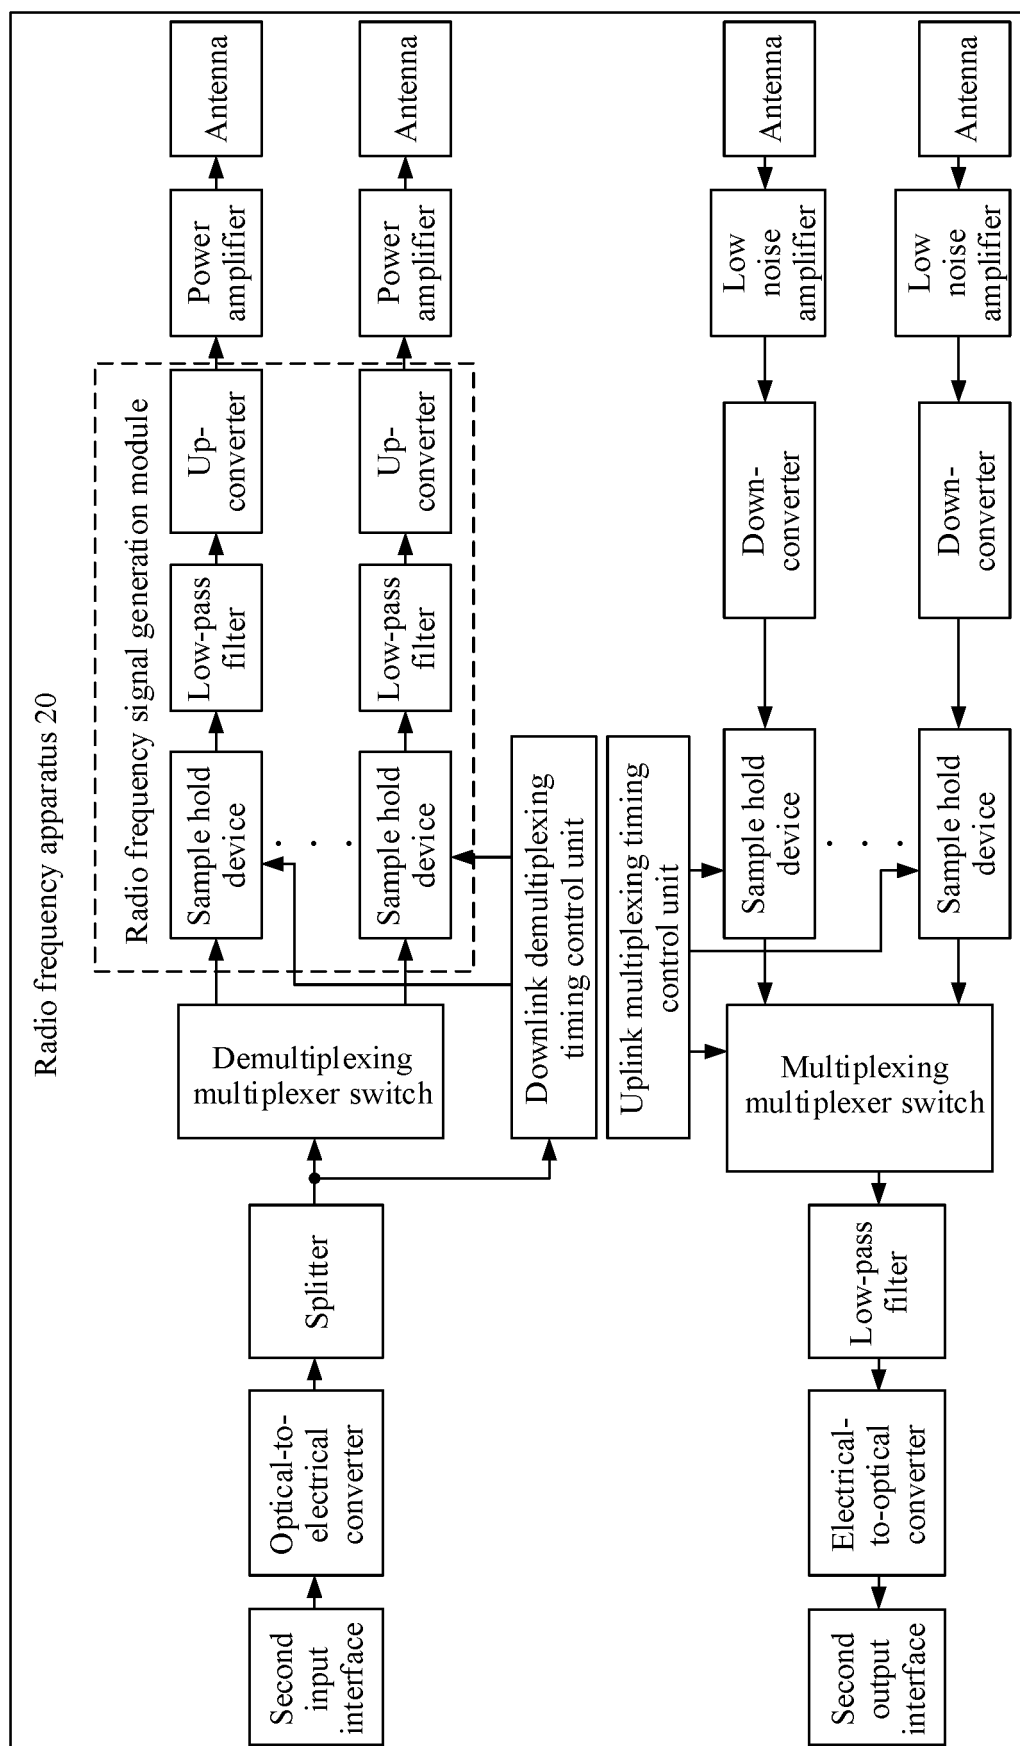 Radio frequency apparatus 20
Radio frequency signal generation module
Second
input
interface
Optical-to-
electrical
converter
Splitter
Demultiplexing
multiplexer switch
Sample hold
device
Low-pass
filter
Up-
converter
Power
amplifier
Antenna
. . .
Sample hold
device
Low-pass
filter
Up-
converter
Power
amplifier
Antenna
Downlink demultiplexing
timing control unit
Uplink multiplexing timing
control unit
Antenna
Low
noise
amplifier
Down-
converter
Sample hold
device
. . .
Antenna
Low
noise
amplifier
Down-
converter
Sample hold
device
Multiplexing
multiplexer switch
Low-pass
filter
Electrical-
to-optical
converter
Second
output
interface